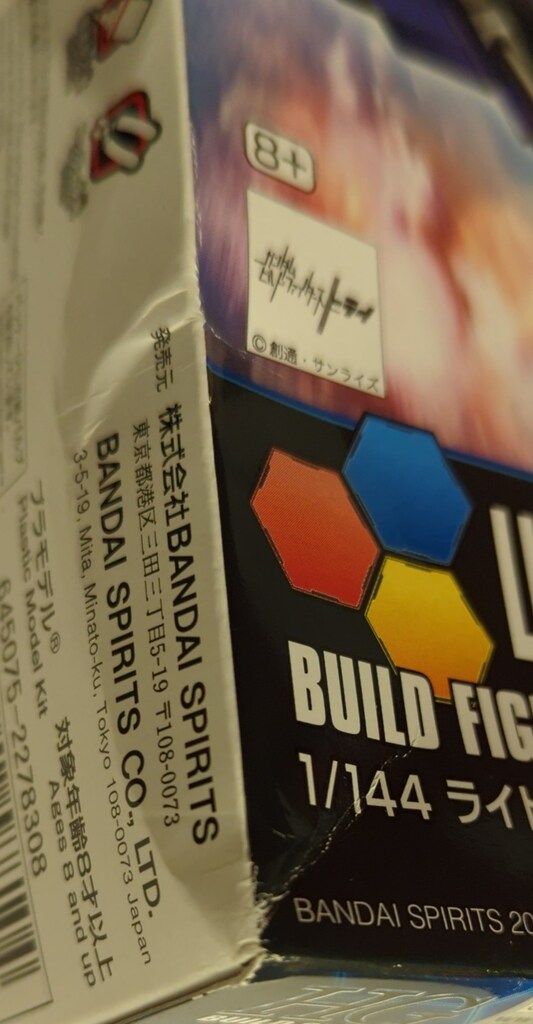 8+
ガンダム
ビルドファイターズトライ
© 創通・サンライズ
BUILD FIG
1/144 ライト
BANDAI SPIRITS 20
発売元 株式会社BANDAI SPIRITS
東京都港区三田三丁目5-19 〒108-0073
BANDAI SPIRITS CO., LTD.
3-5-19, Mita, Minato-ku, Tokyo 108-0073 Japan
プラモデル®
Plastic Model Kit
対象年齢8才以上
Ages 8 and up
645075-2278308
HG